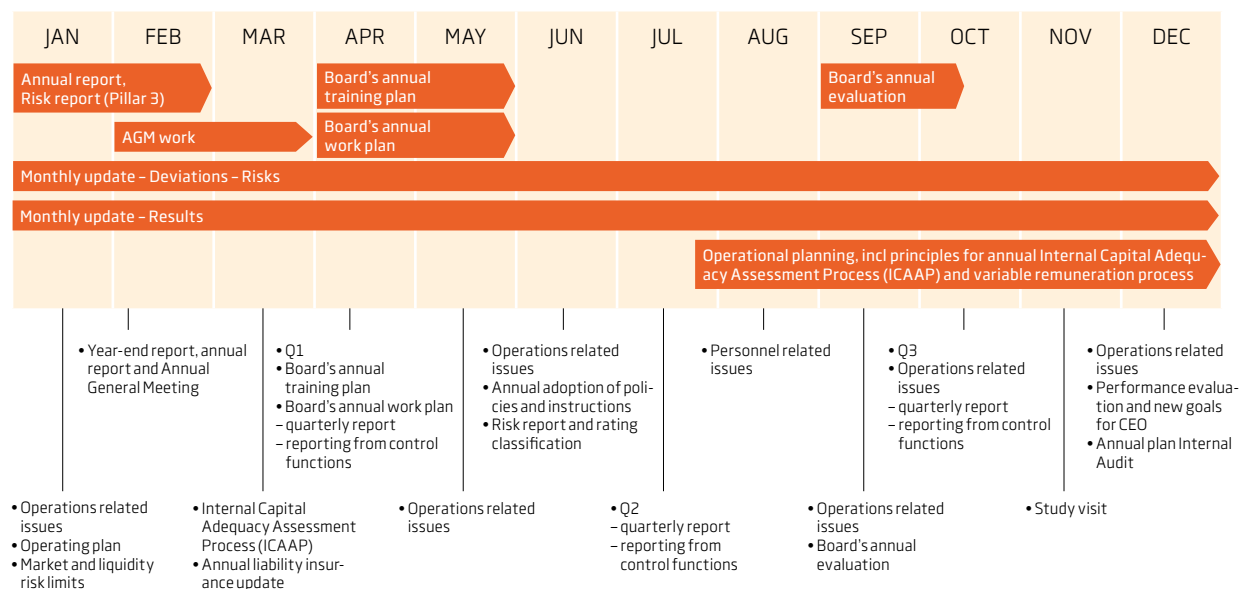 JAN FEB MAR APR MAY JUN JUL AUG SEP OCT NOV DEC
Annual report,
Risk report (Pillar 3)
Board's annual
training plan
Board's annual
evaluation
AGM work
Board's annual
work plan
Monthly update – Deviations – Risks
Monthly update – Results
Operational planning, incl principles for annual Internal Capital Adequ-
acy Assessment Process (ICAAP) and variable remuneration process
• Year-end report, annual
report and Annual
General Meeting
• Q1
• Board's annual
training plan
• Board's annual work plan
– quarterly report
– reporting from control
functions
• Operations related
issues
• Annual adoption of poli-
cies and instructions
• Risk report and rating
classification
• Personnel related
issues
• Q3
• Operations related
issues
– quarterly report
– reporting from control
functions
• Operations related
issues
• Performance evalua-
tion and new goals
for CEO
• Annual plan Internal
Audit
• Operations related
issues
• Operating plan
• Market and liquidity
risk limits
• Internal Capital
Adequacy Assessment
Process (ICAAP)
• Annual liability insur-
ance update
• Operations related
issues
• Q2
– quarterly report
– reporting from
control functions
• Operations related
issues
• Board's annual
evaluation
• Study visit